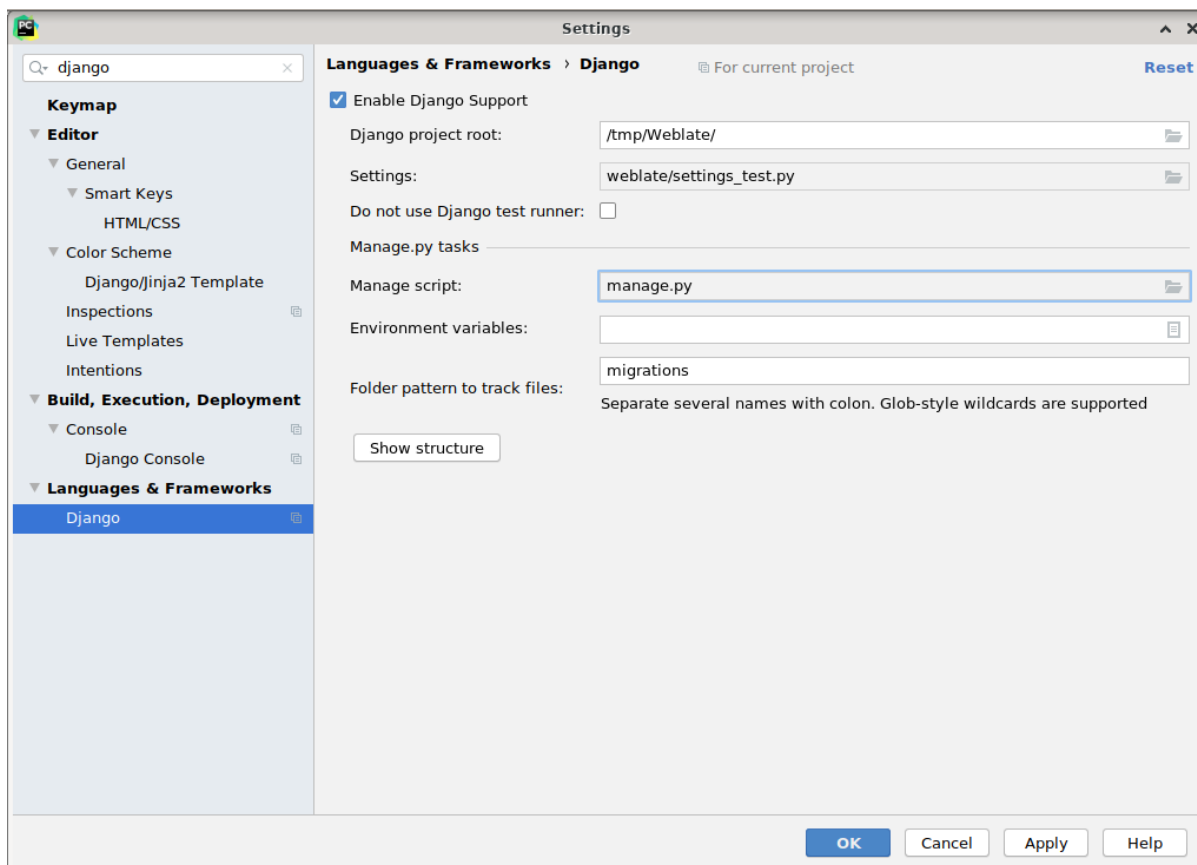 PC
Settings
django
Languages & Frameworks › Django
For current project
Reset
Keymap
Editor
General
Smart Keys
HTML/CSS
Color Scheme
Django/Jinja2 Template
Inspections
Live Templates
Intentions
Build, Execution, Deployment
Console
Django Console
Languages & Frameworks
Django
Enable Django Support
Django project root: /tmp/Weblate/
Settings: weblate/settings_test.py
Do not use Django test runner:
Manage.py tasks
Manage script: manage.py
Environment variables:
Folder pattern to track files: migrations
Separate several names with colon. Glob-style wildcards are supported
Show structure
OK Cancel Apply Help